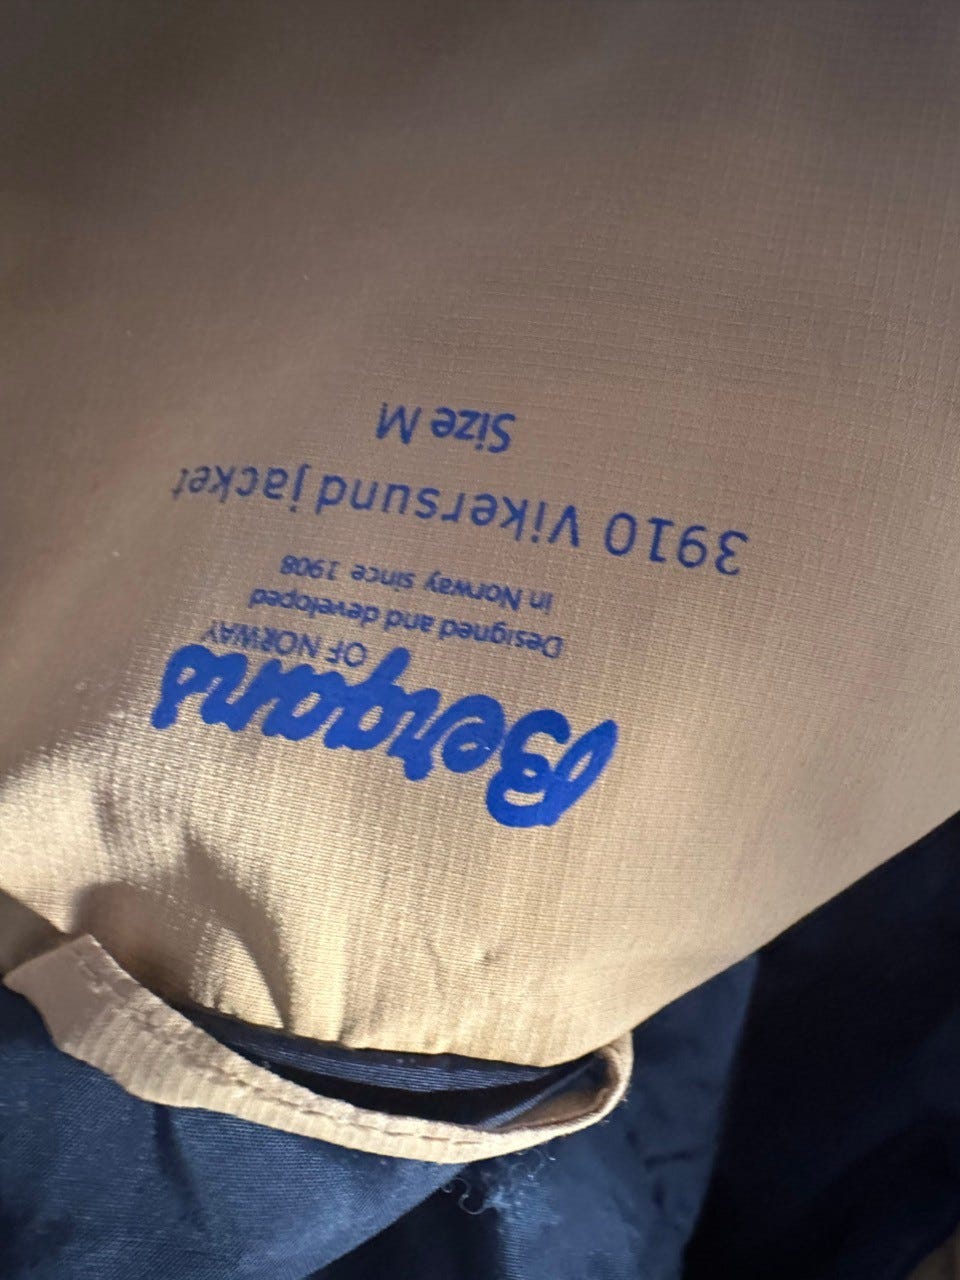 Bergans
OF NORWAY
Designed and developed
in Norway since 1908
3910 Vikersund jacket
Size M